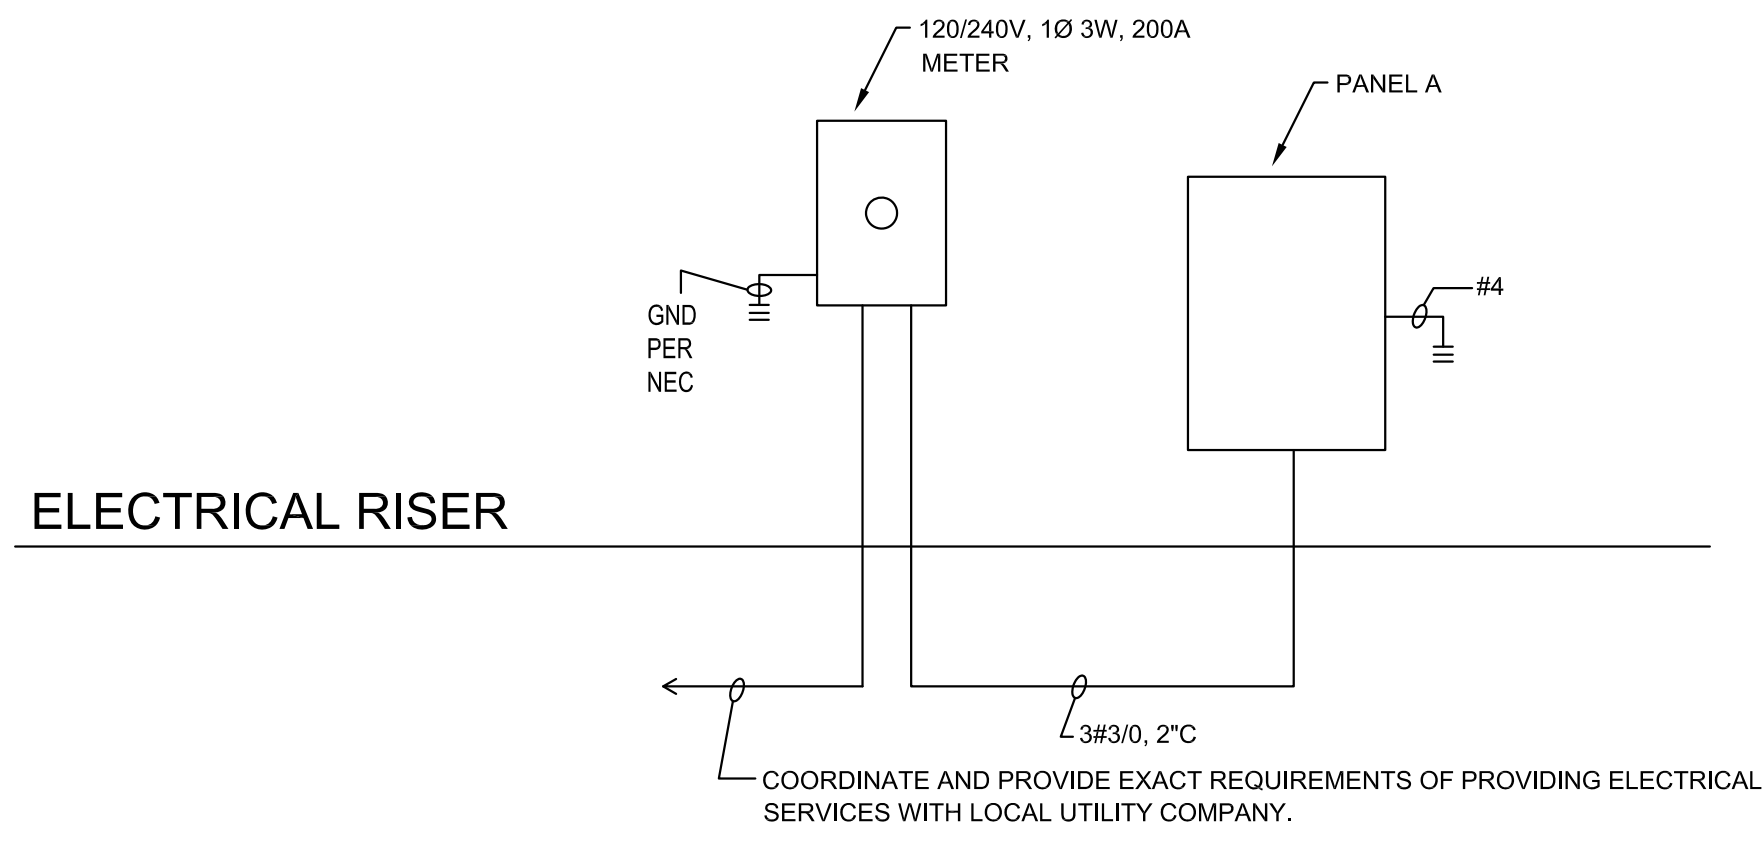 120/240V, 1Ø 3W, 200A
METER
PANEL A
#4
GND
PER
NEC
ELECTRICAL RISER
3#3/0, 2"C
COORDINATE AND PROVIDE EXACT REQUIREMENTS OF PROVIDING ELECTRICAL
SERVICES WITH LOCAL UTILITY COMPANY.